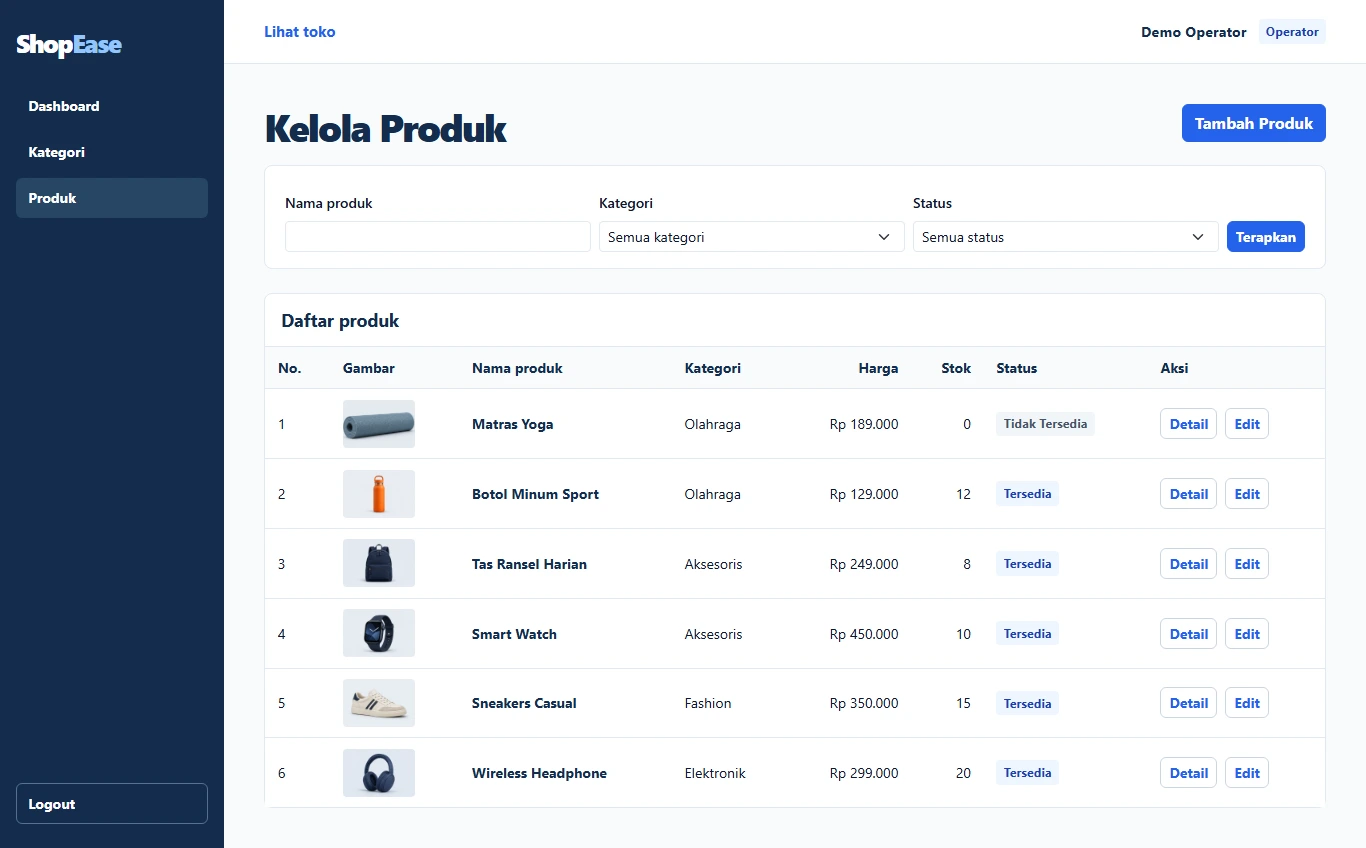 ShopEase
Lihat toko
Demo Operator Operator
Dashboard
Kategori
Produk
Logout
Kelola Produk
Tambah Produk
Nama produk Kategori Status
Semua kategori Semua status Terapkan
Daftar produk
No. Gambar Nama produk Kategori Harga Stok Status Aksi
1 Matras Yoga Olahraga Rp 189.000 0 Tidak Tersedia Detail Edit
2 Botol Minum Sport Olahraga Rp 129.000 12 Tersedia Detail Edit
3 Tas Ransel Harian Aksesoris Rp 249.000 8 Tersedia Detail Edit
4 Smart Watch Aksesoris Rp 450.000 10 Tersedia Detail Edit
5 Sneakers Casual Fashion Rp 350.000 15 Tersedia Detail Edit
6 Wireless Headphone Elektronik Rp 299.000 20 Tersedia Detail Edit